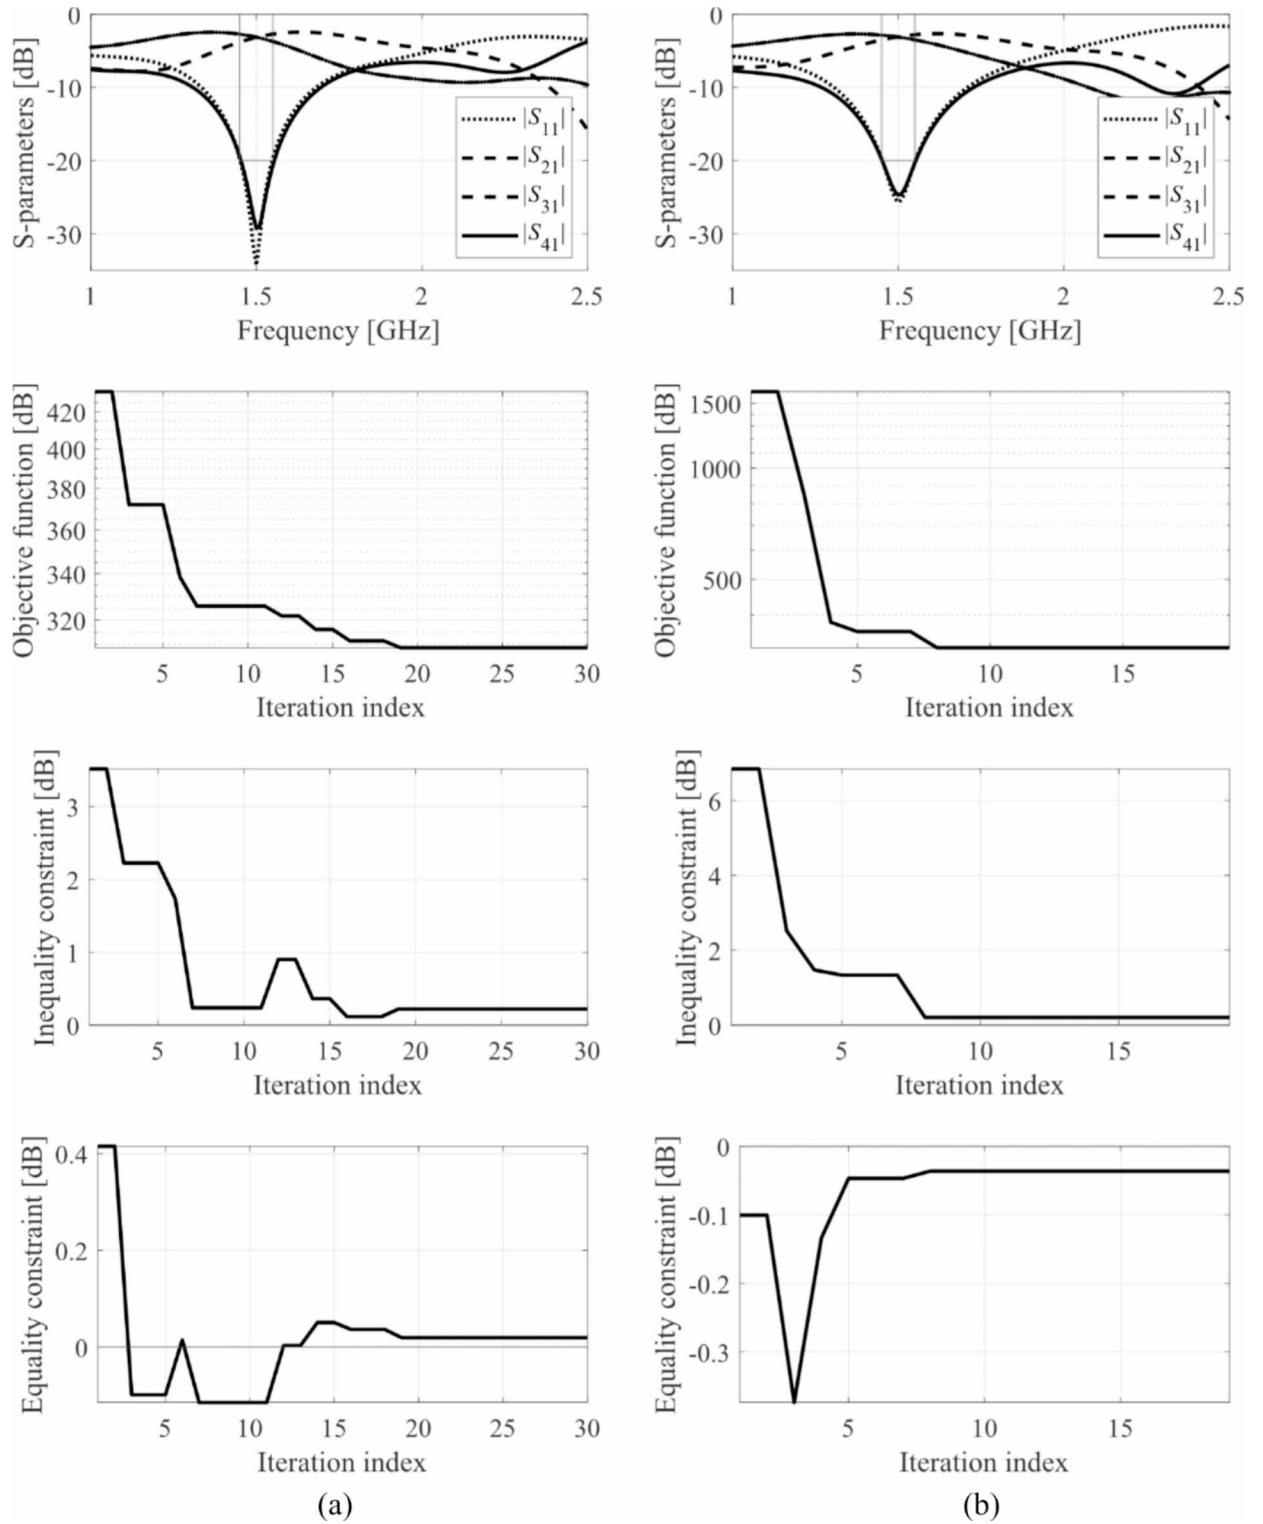 S-parameters [dB]
0
-10
-20
-30
|S11|
|S21|
|S31|
|S41|
1 1.5 2 2.5
Frequency [GHz]
S-parameters [dB]
0
-10
-20
-30
|S11|
|S21|
|S31|
|S41|
1 1.5 2 2.5
Frequency [GHz]
Objective function [dB]
420
400
380
360
340
320
5 10 15 20 25 30
Iteration index
Objective function [dB]
1500
1000
500
5 10 15
Iteration index
Inequality constraint [dB]
3
2
1
0
5 10 15 20 25 30
Iteration index
Inequality constraint [dB]
6
4
2
0
5 10 15
Iteration index
Equality constraint [dB]
0.4
0.2
0
5 10 15 20 25 30
Iteration index
(a)
Equality constraint [dB]
0
-0.1
-0.2
-0.3
5 10 15
Iteration index
(b)